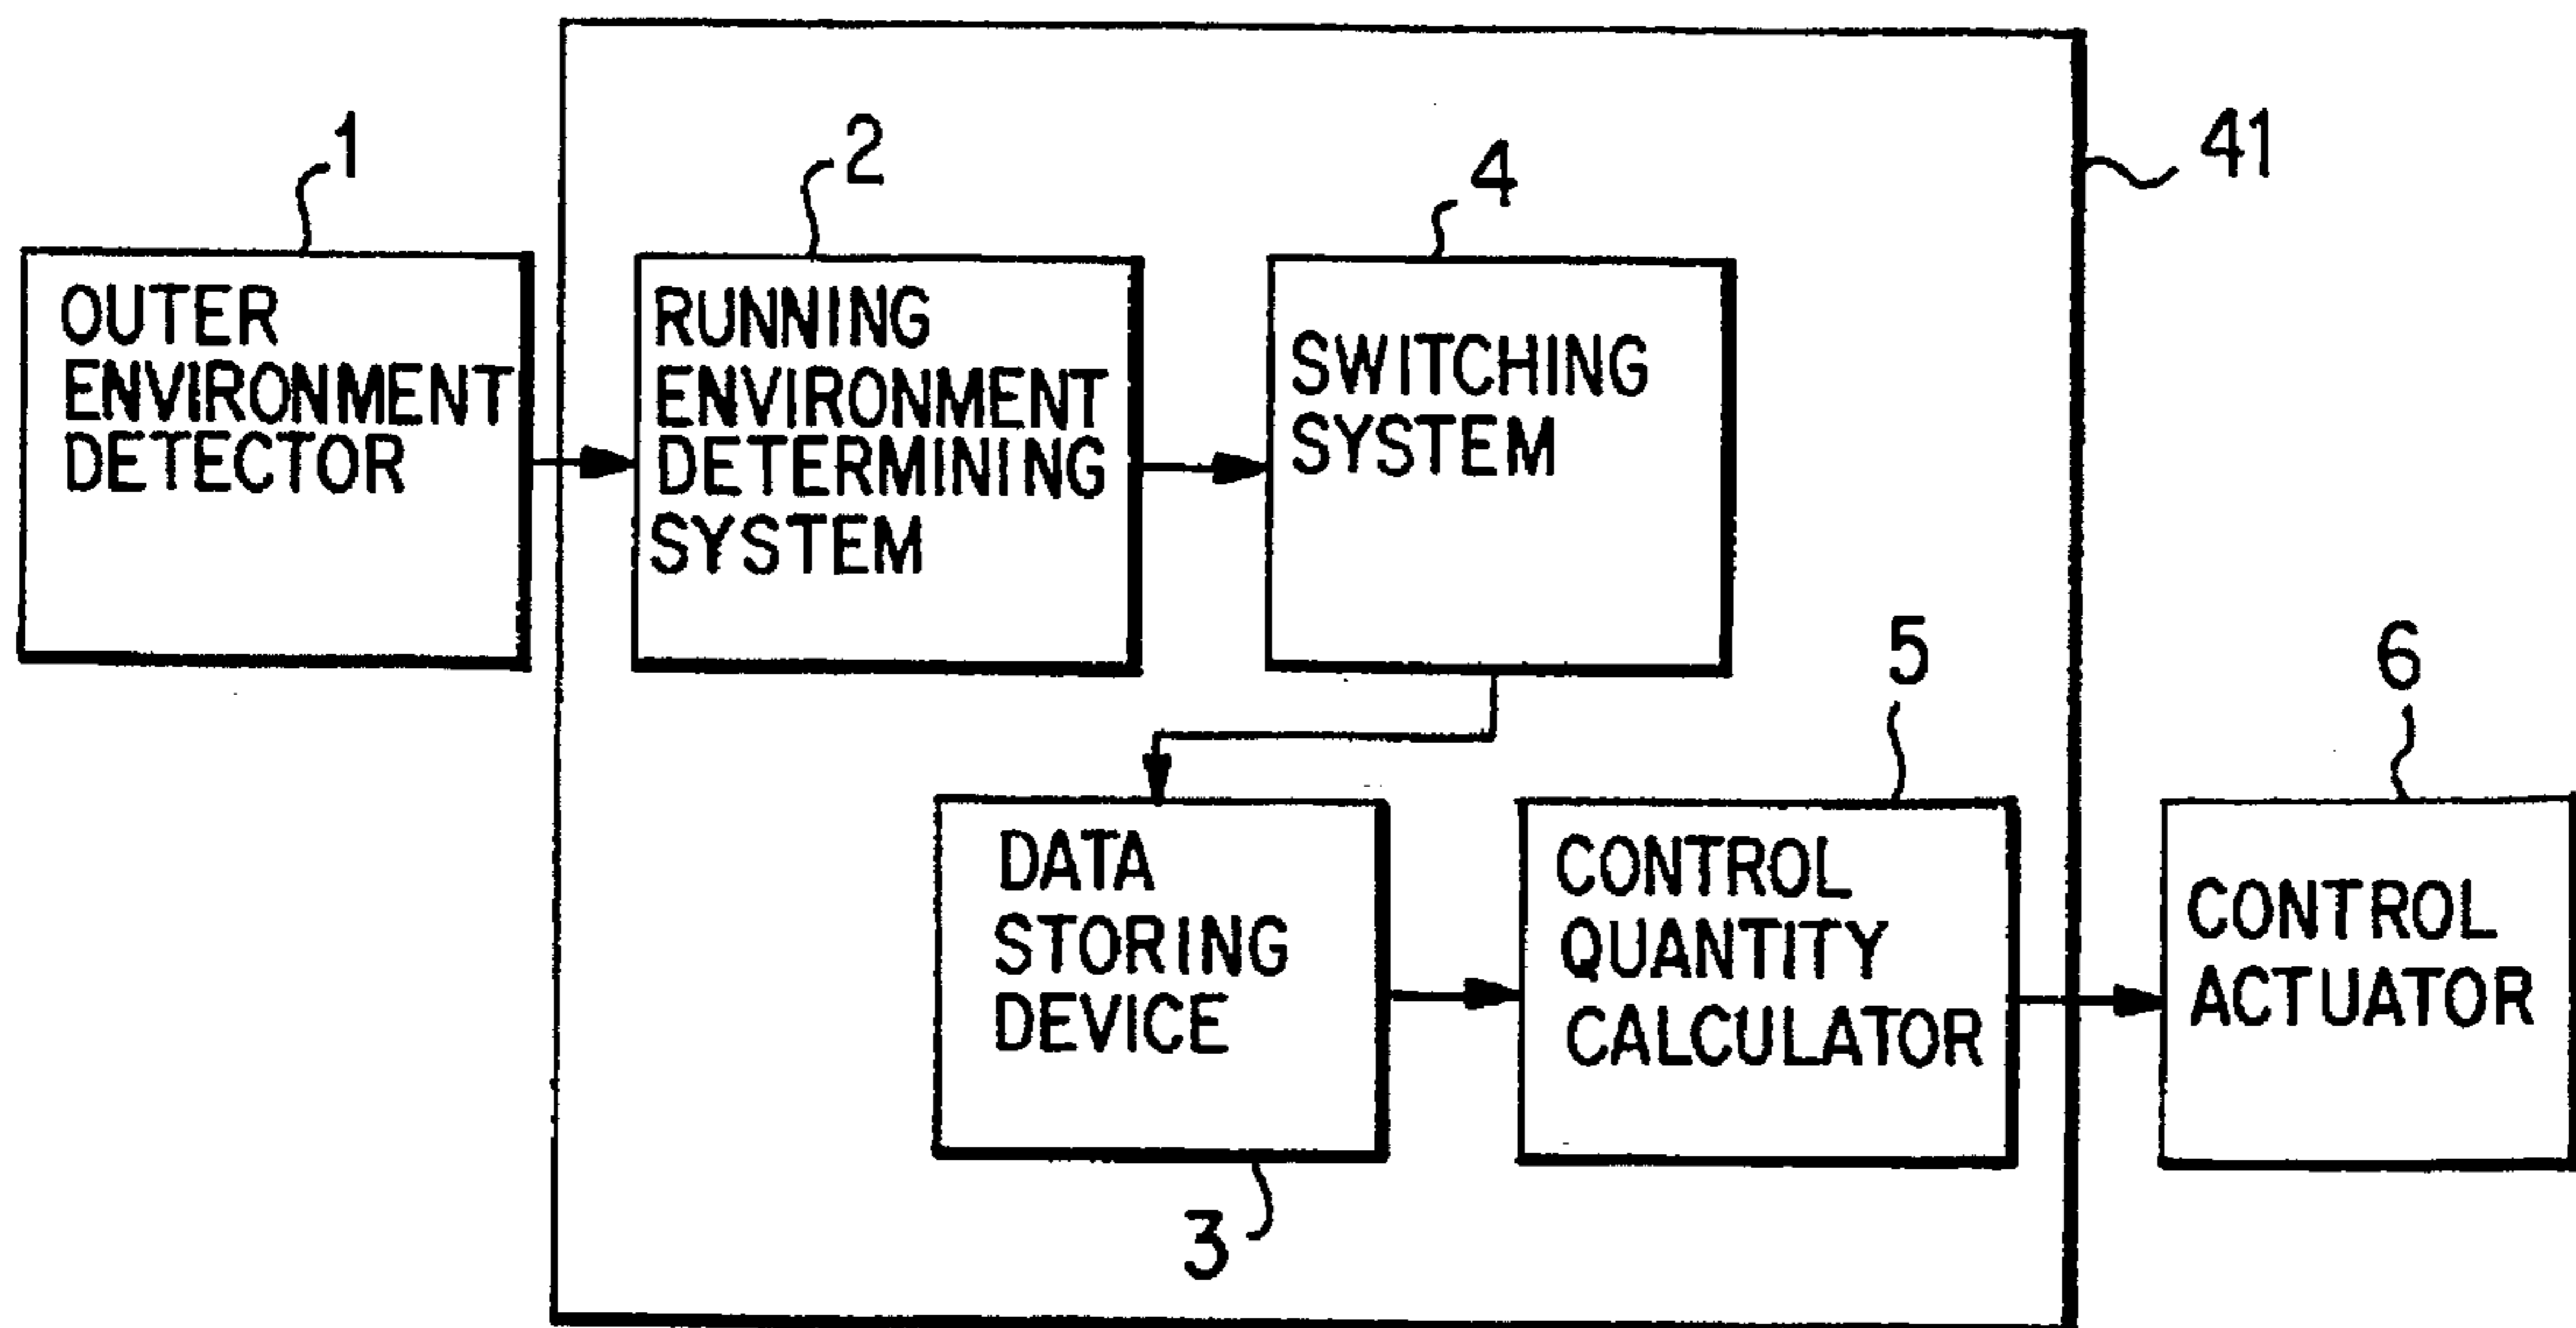 1
2
4
41
OUTER
ENVIRONMENT
DETECTOR
RUNNING
ENVIRONMENT
DETERMINING
SYSTEM
SWITCHING
SYSTEM
5
6
DATA
STORING
DEVICE
CONTROL
QUANTITY
CALCULATOR
CONTROL
ACTUATOR
3